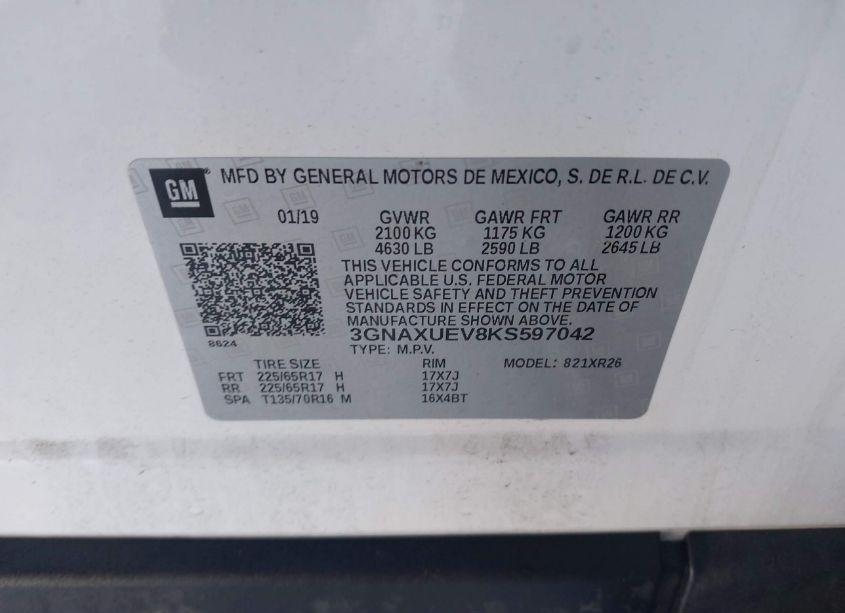 GM ® MFD BY GENERAL MOTORS DE MEXICO, S. DE R.L. DE C.V.
01/19 GVWR GAWR FRT GAWR RR
2100 KG 1175 KG 1200 KG
4630 LB 2590 LB 2645 LB
THIS VEHICLE CONFORMS TO ALL
APPLICABLE U.S. FEDERAL MOTOR
VEHICLE SAFETY AND THEFT PREVENTION
STANDARDS IN EFFECT ON THE DATE OF
MANUFACTURE SHOWN ABOVE.
3GNAXUEV8KS597042
8624
TYPE: M.P.V.
TIRE SIZE RIM MODEL: 821XR26
FRT 225/65R17 H 17X7J
RR 225/65R17 H 17X7J
SPA T135/70R16 M 16X4BT